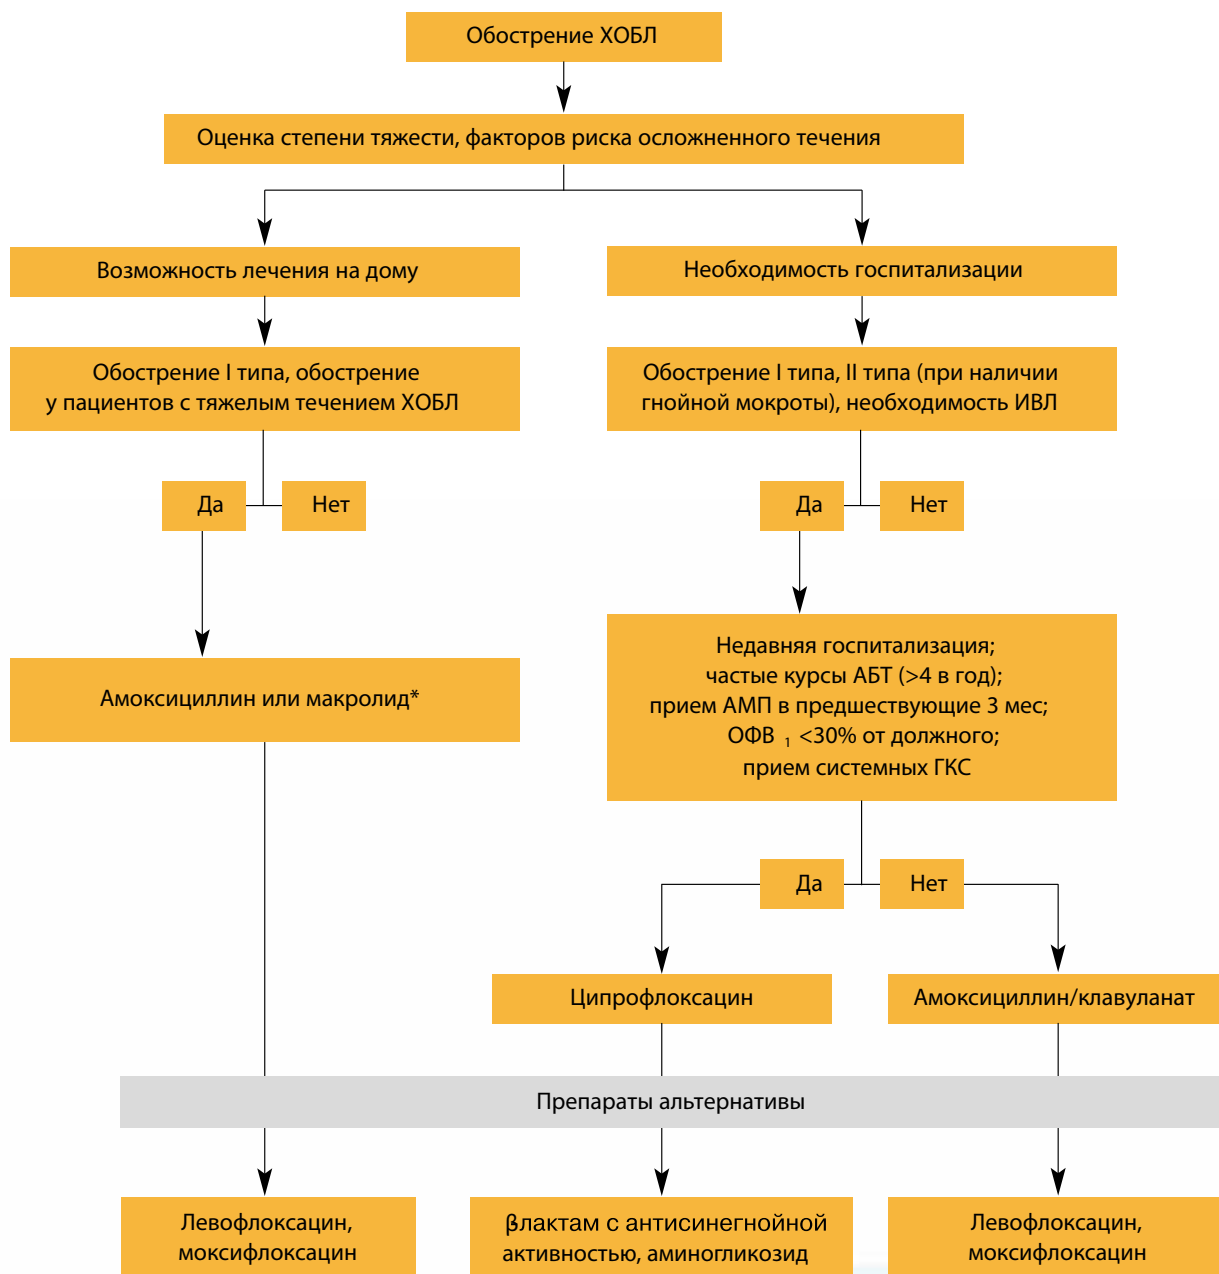 Обострение ХОБЛ
Оценка степени тяжести, факторов риска осложненного течения
Возможность лечения на дому
Необходимость госпитализации
Обострение I типа, обострение
у пациентов с тяжелым течением ХОБЛ
Обострение I типа, II типа (при наличии
гнойной мокроты), необходимость ИВЛ
Да
Нет
Да
Нет
Амоксициллин или макролид*
Недавняя госпитализация;
частые курсы АБТ (>4 в год);
прием АМП в предшествующие 3 мес;
ОФВ ₁ <30% от должного;
прием системных ГКС
Да
Нет
Ципрофлоксацин
Амоксициллин/клавуланат
Препараты альтернативы
Левофлоксацин,
моксифлоксацин
βлактам с антисинегнойной
активностью, аминогликозид
Левофлоксацин,
моксифлоксацин